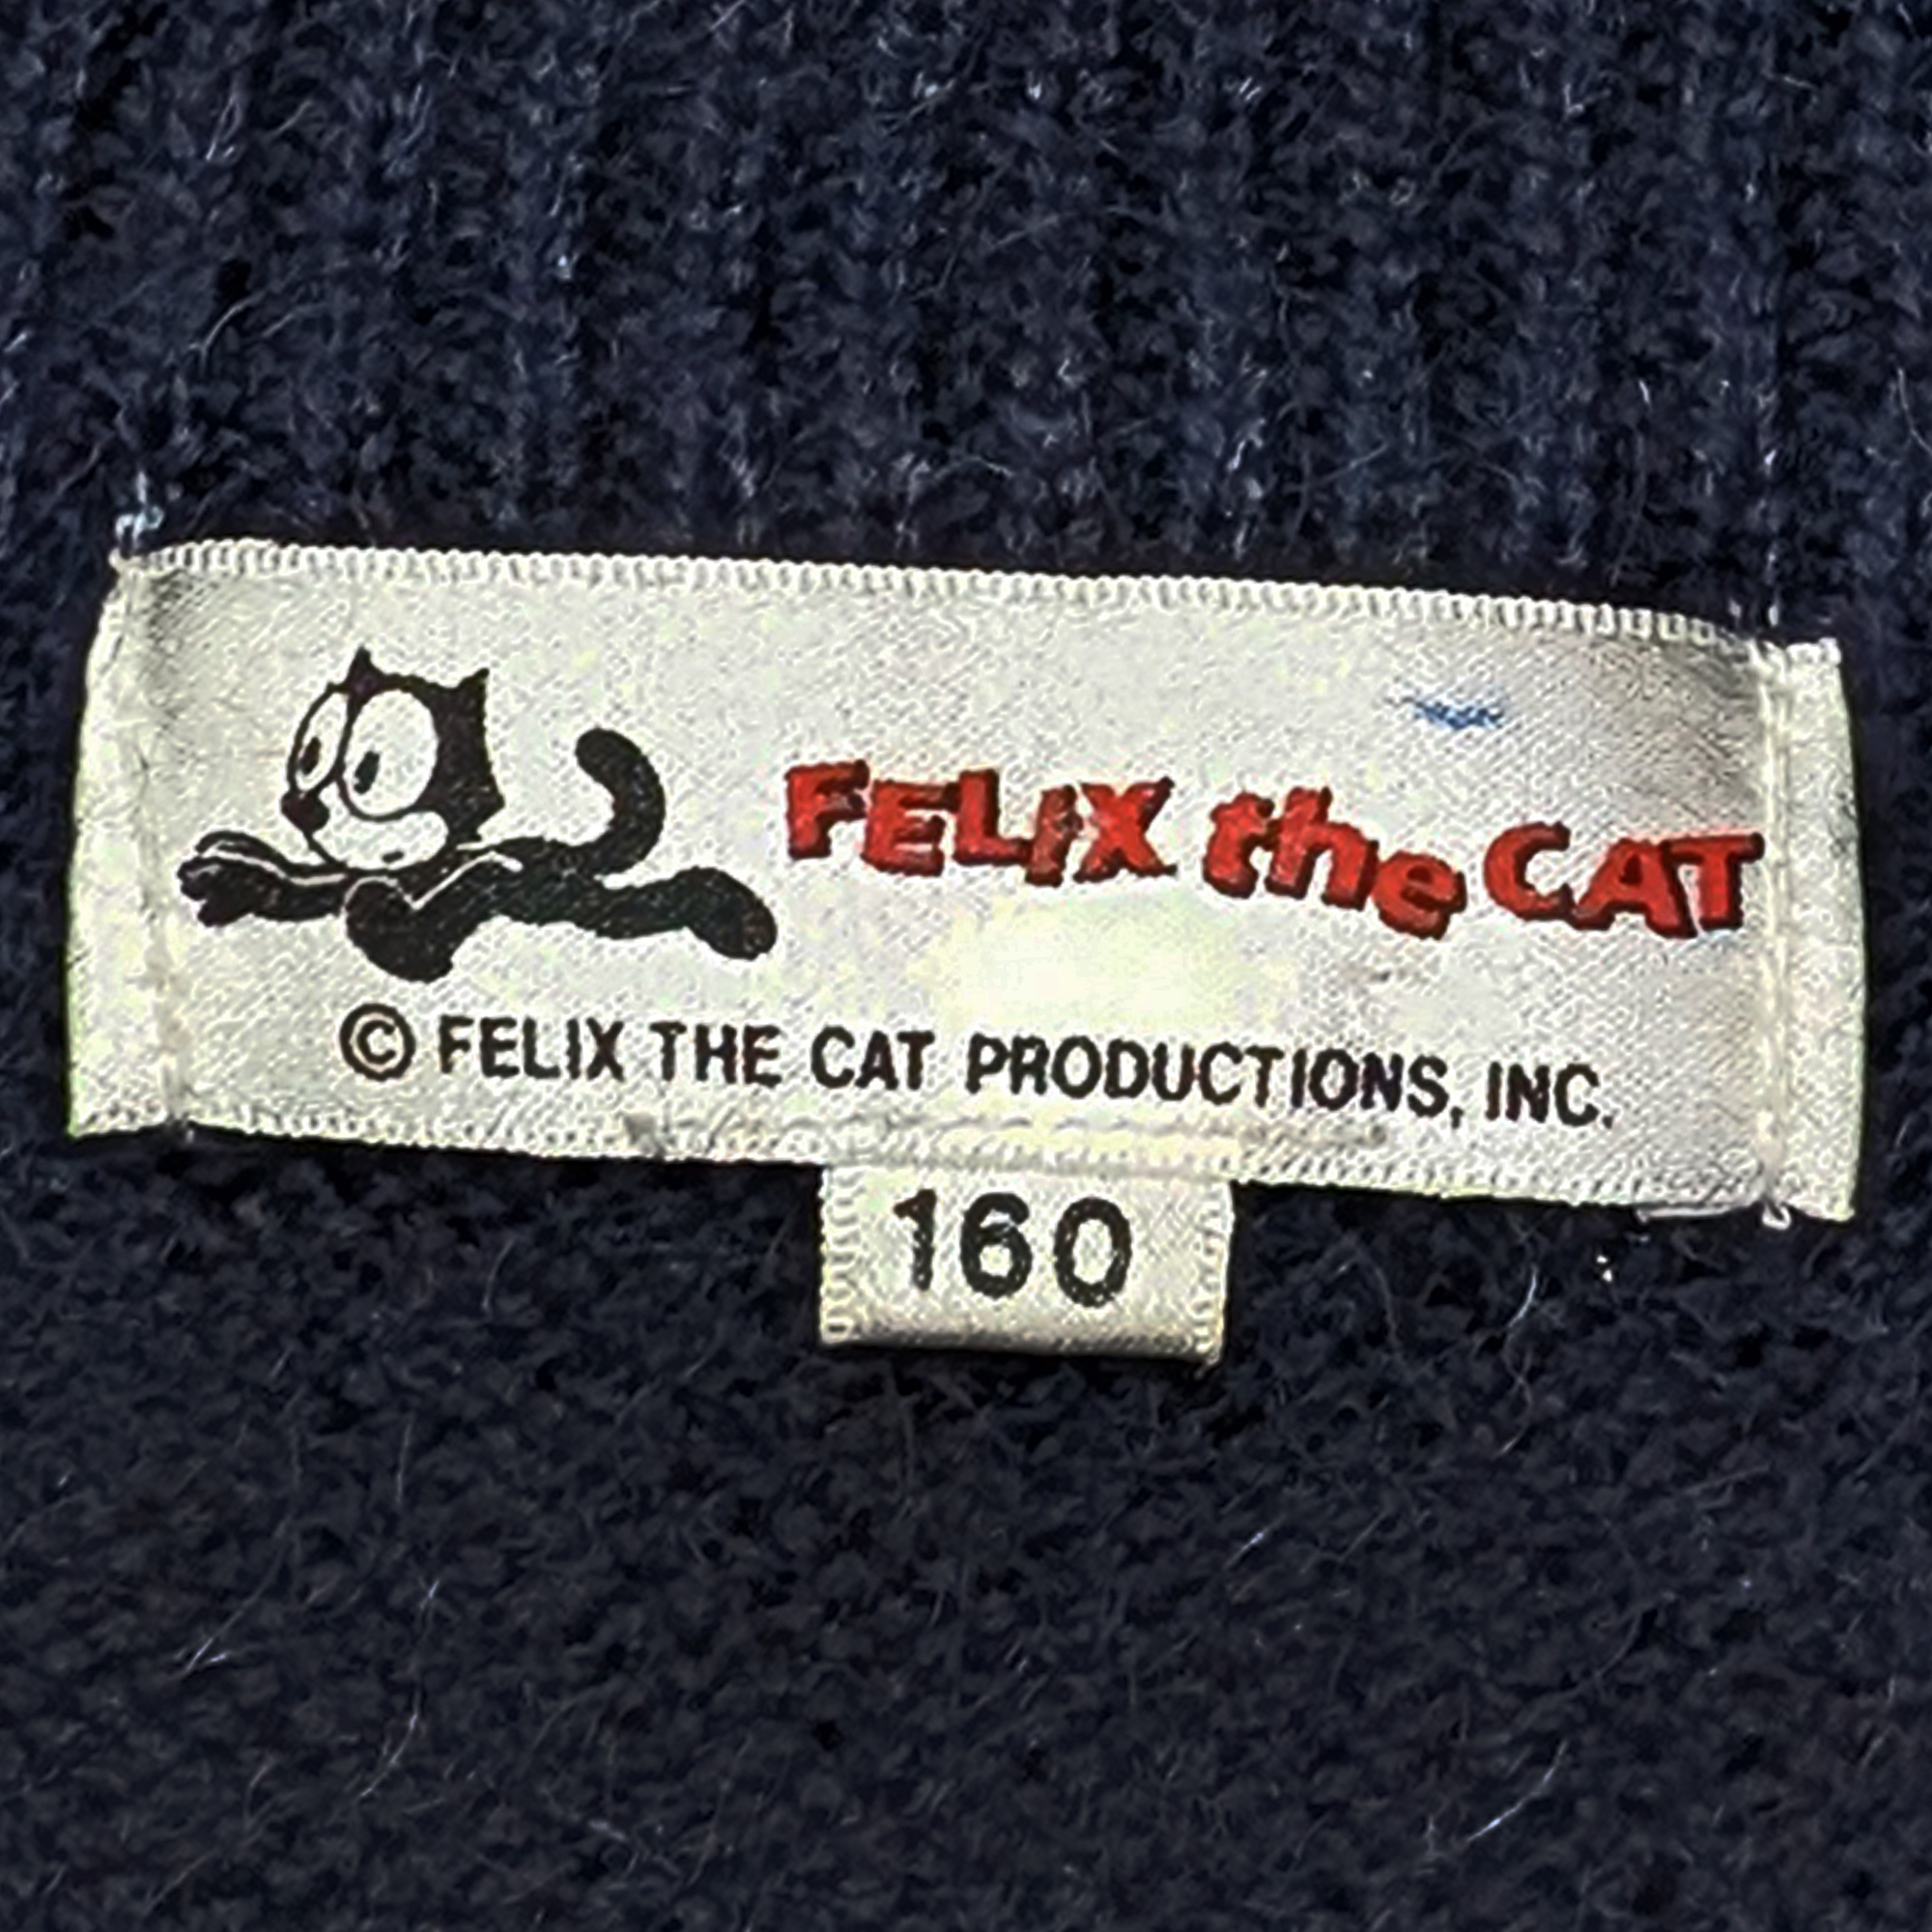 FELIX the CAT
© FELIX THE CAT PRODUCTIONS, INC.
160